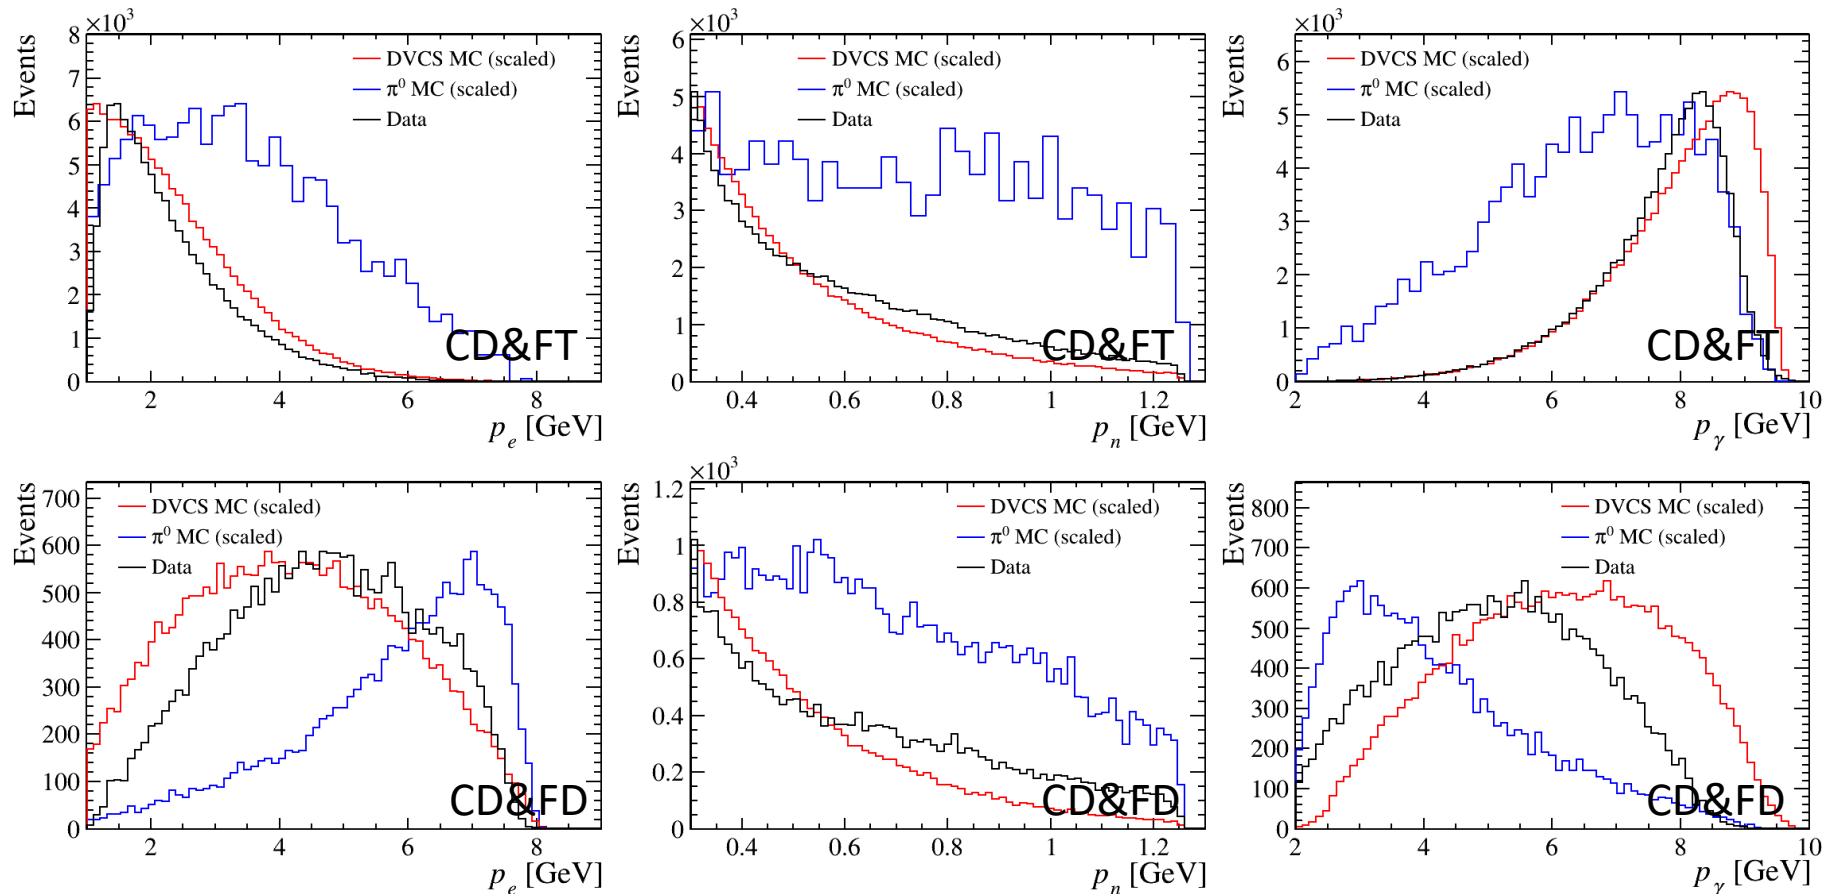 ×10³
Events
8
7
6
5
4
3
2
1
0
DVCS MC (scaled)
π⁰ MC (scaled)
Data
CD&FT
2 4 6 8
pₑ [GeV]
Events
6
5
4
3
2
1
0
×10³
DVCS MC (scaled)
π⁰ MC (scaled)
Data
CD&FT
0.4 0.6 0.8 1 1.2
pₙ [GeV]
×10³
Events
6
5
4
3
2
1
0
DVCS MC (scaled)
π⁰ MC (scaled)
Data
CD&FT
2 4 6 8 10
p_γ [GeV]
Events
700
600
500
400
300
200
100
0
DVCS MC (scaled)
π⁰ MC (scaled)
Data
CD&FD
2 4 6 8
pₑ [GeV]
×10³
Events
1.2
1
0.8
0.6
0.4
0.2
0
DVCS MC (scaled)
π⁰ MC (scaled)
Data
CD&FD
0.4 0.6 0.8 1 1.2
pₙ [GeV]
Events
800
700
600
500
400
300
200
100
0
DVCS MC (scaled)
π⁰ MC (scaled)
Data
CD&FD
2 4 6 8 10
p_γ [GeV]